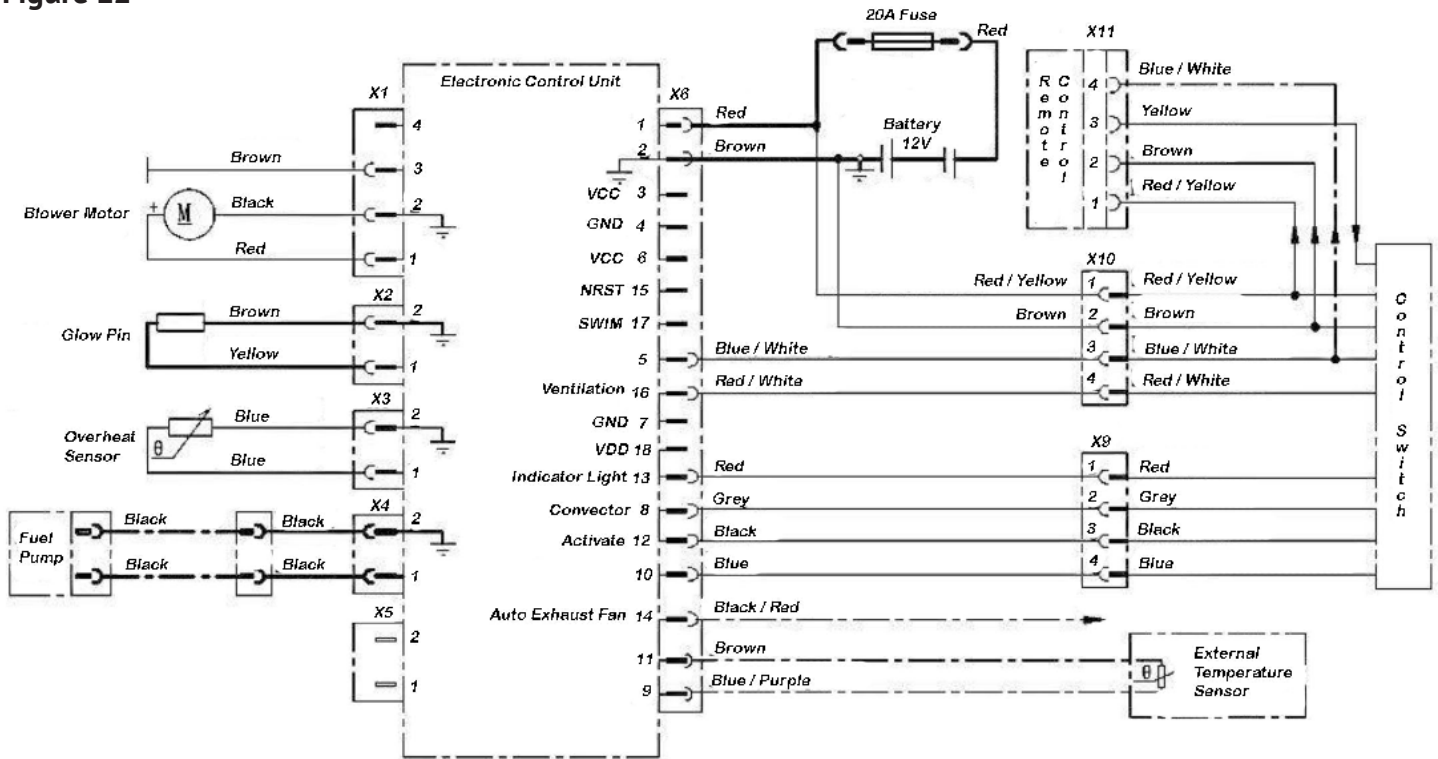 Figure 22
20A Fuse
Red
X11
Electronic Control Unit
X1
X6
Remote
Control
4
Blue / White
4
1
Red
3
Yellow
Battery
12V
Brown
3
2
Brown
2
Brown
VCC 3
Red / Yellow
1
Blower Motor
+
M
Black
2
GND 4
Red
1
VCC 6
X10
X2
NRST 15
Red / Yellow
1
Red / Yellow
Glow Pin
Brown
2
SWIM 17
Brown
2
Brown
Yellow
1
5
Blue / White
3
Blue / White
Ventilation 16
Red / White
4
Red / White
Control Switch
X3
Overheat
Sensor
θ
Blue
2
GND 7
Blue
1
VDD 18
X9
Indicator Light 13
Red
1
Red
X4
Convector 8
Grey
2
Grey
Fuel
Pump
Black
Black
2
Activate 12
Black
3
Black
Black
Black
1
10
Blue
4
Blue
X5
Auto Exhaust Fan 14
Black / Red
2
11
Brown
1
9
Blue / Purple
θ
External
Temperature
Sensor